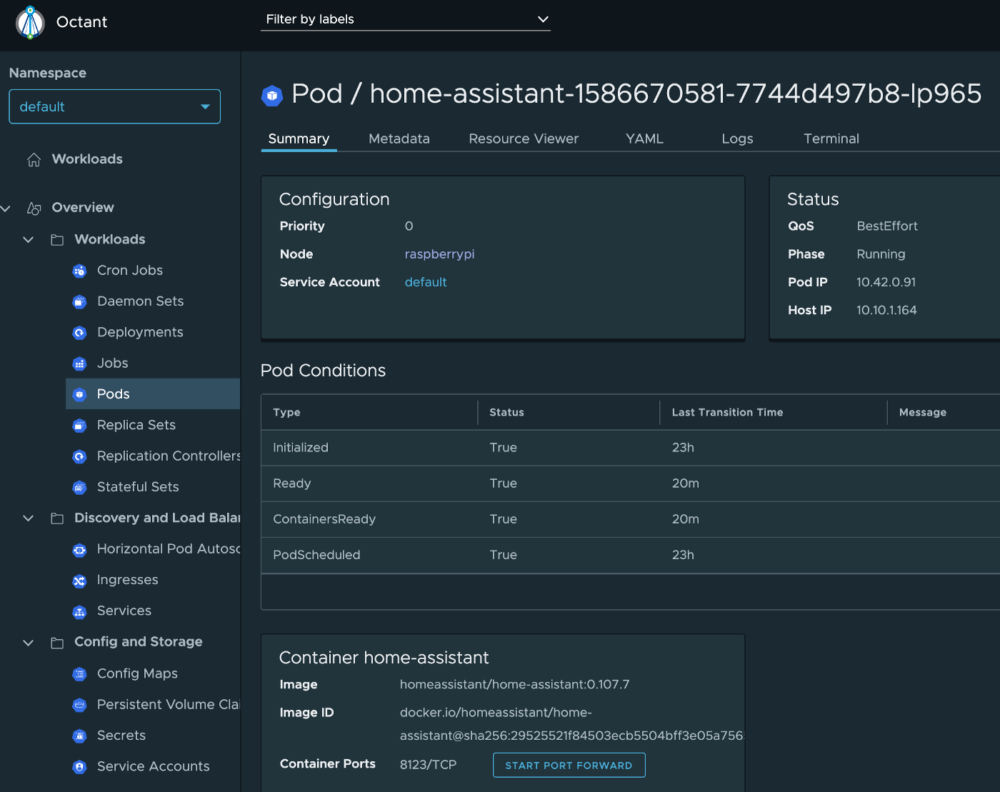 Octant
Filter by labels
Namespace
default
Workloads
Overview
Workloads
Cron Jobs
Daemon Sets
Deployments
Jobs
Pods
Replica Sets
Replication Controllers
Stateful Sets
Discovery and Load Balar
Horizontal Pod Autosc
Ingresses
Services
Config and Storage
Config Maps
Persistent Volume Clai
Secrets
Service Accounts
Pod / home-assistant-1586670581-7744d497b8-lp965
Summary Metadata Resource Viewer YAML Logs Terminal
Configuration
Priority 0
Node raspberrypi
Service Account default
Status
QoS BestEffort
Phase Running
Pod IP 10.42.0.91
Host IP 10.10.1.164
Pod Conditions
Type Status Last Transition Time Message
Initialized True 23h
Ready True 20m
ContainersReady True 20m
PodScheduled True 23h
Container home-assistant
Image homeassistant/home-assistant:0.107.7
Image ID docker.io/homeassistant/home-
assistant@sha256:29525521f84503ecb5504bff3e05a756
Container Ports 8123/TCP START PORT FORWARD